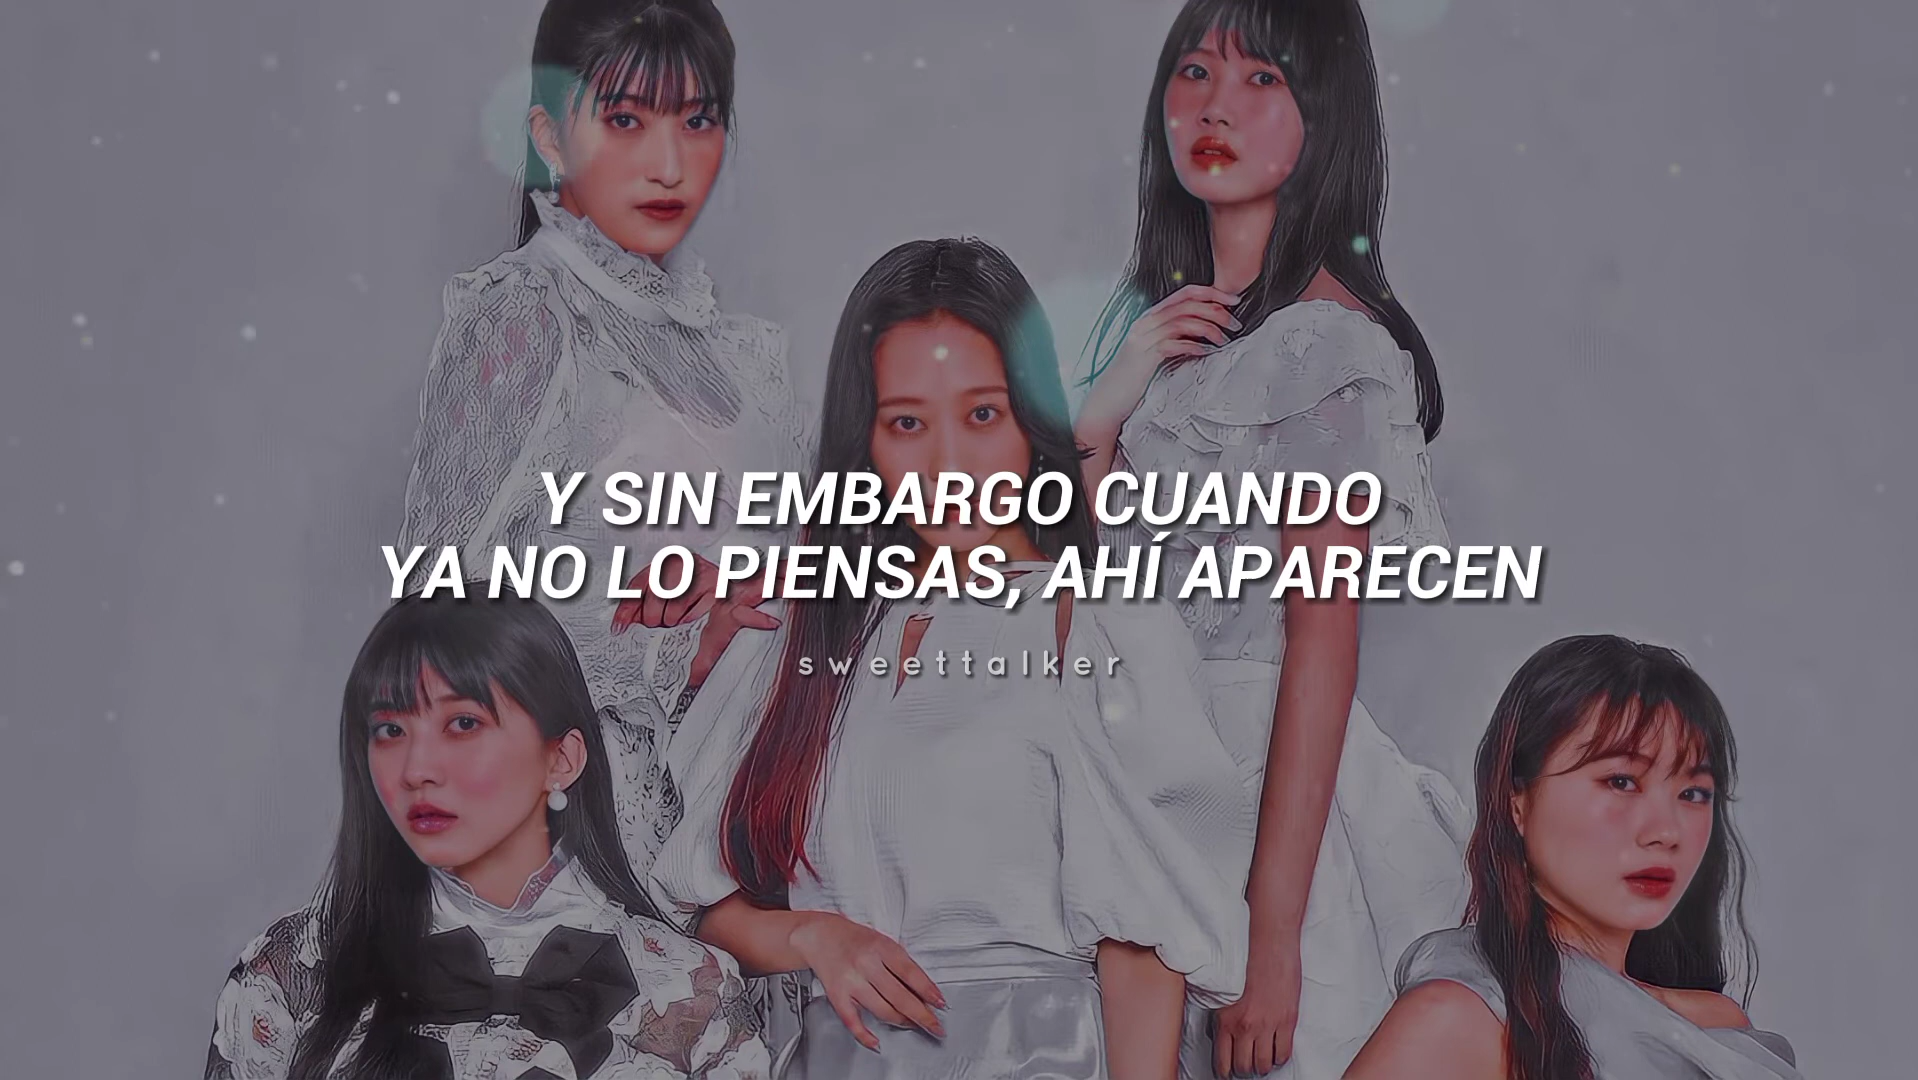 Y SIN EMBARGO CUANDO
YA NO LO PIENSAS, AHÍ APARECEN
sweettalker